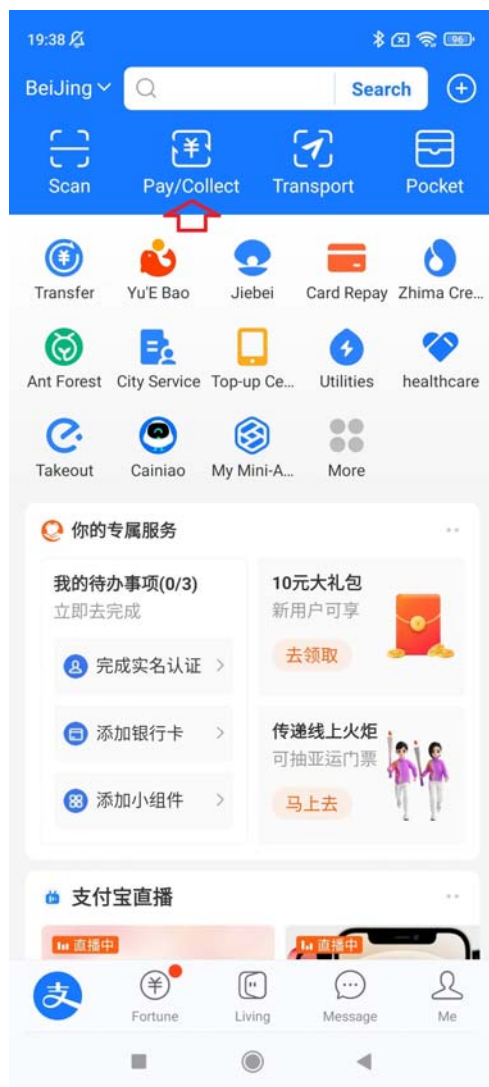 19:38
96
BeiJing
Search
Scan
Pay/Collect
Transport
Pocket
Transfer
Yu'E Bao
Jiebei
Card Repay
Zhima Cre...
Ant Forest
City Service
Top-up Ce...
Utilities
healthcare
Takeout
Cainiao
My Mini-A...
More
你的专属服务
我的待办事项(0/3)
立即去完成
完成实名认证
添加银行卡
添加小组件
10元大礼包
新用户可享
去领取
传递线上火炬
可抽亚运门票
马上去
支付宝直播
直播中
直播中
支
Fortune
Living
Message
Me